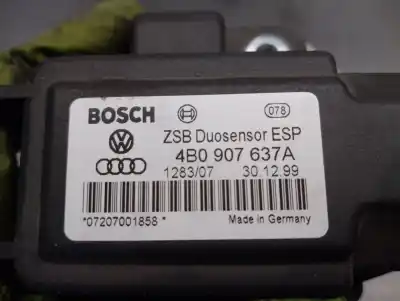 BOSCH
078
ZSB Duosensor ESP
4B0 907 637A
1283/07 30.12.99
*07207001858*
Made in Germany